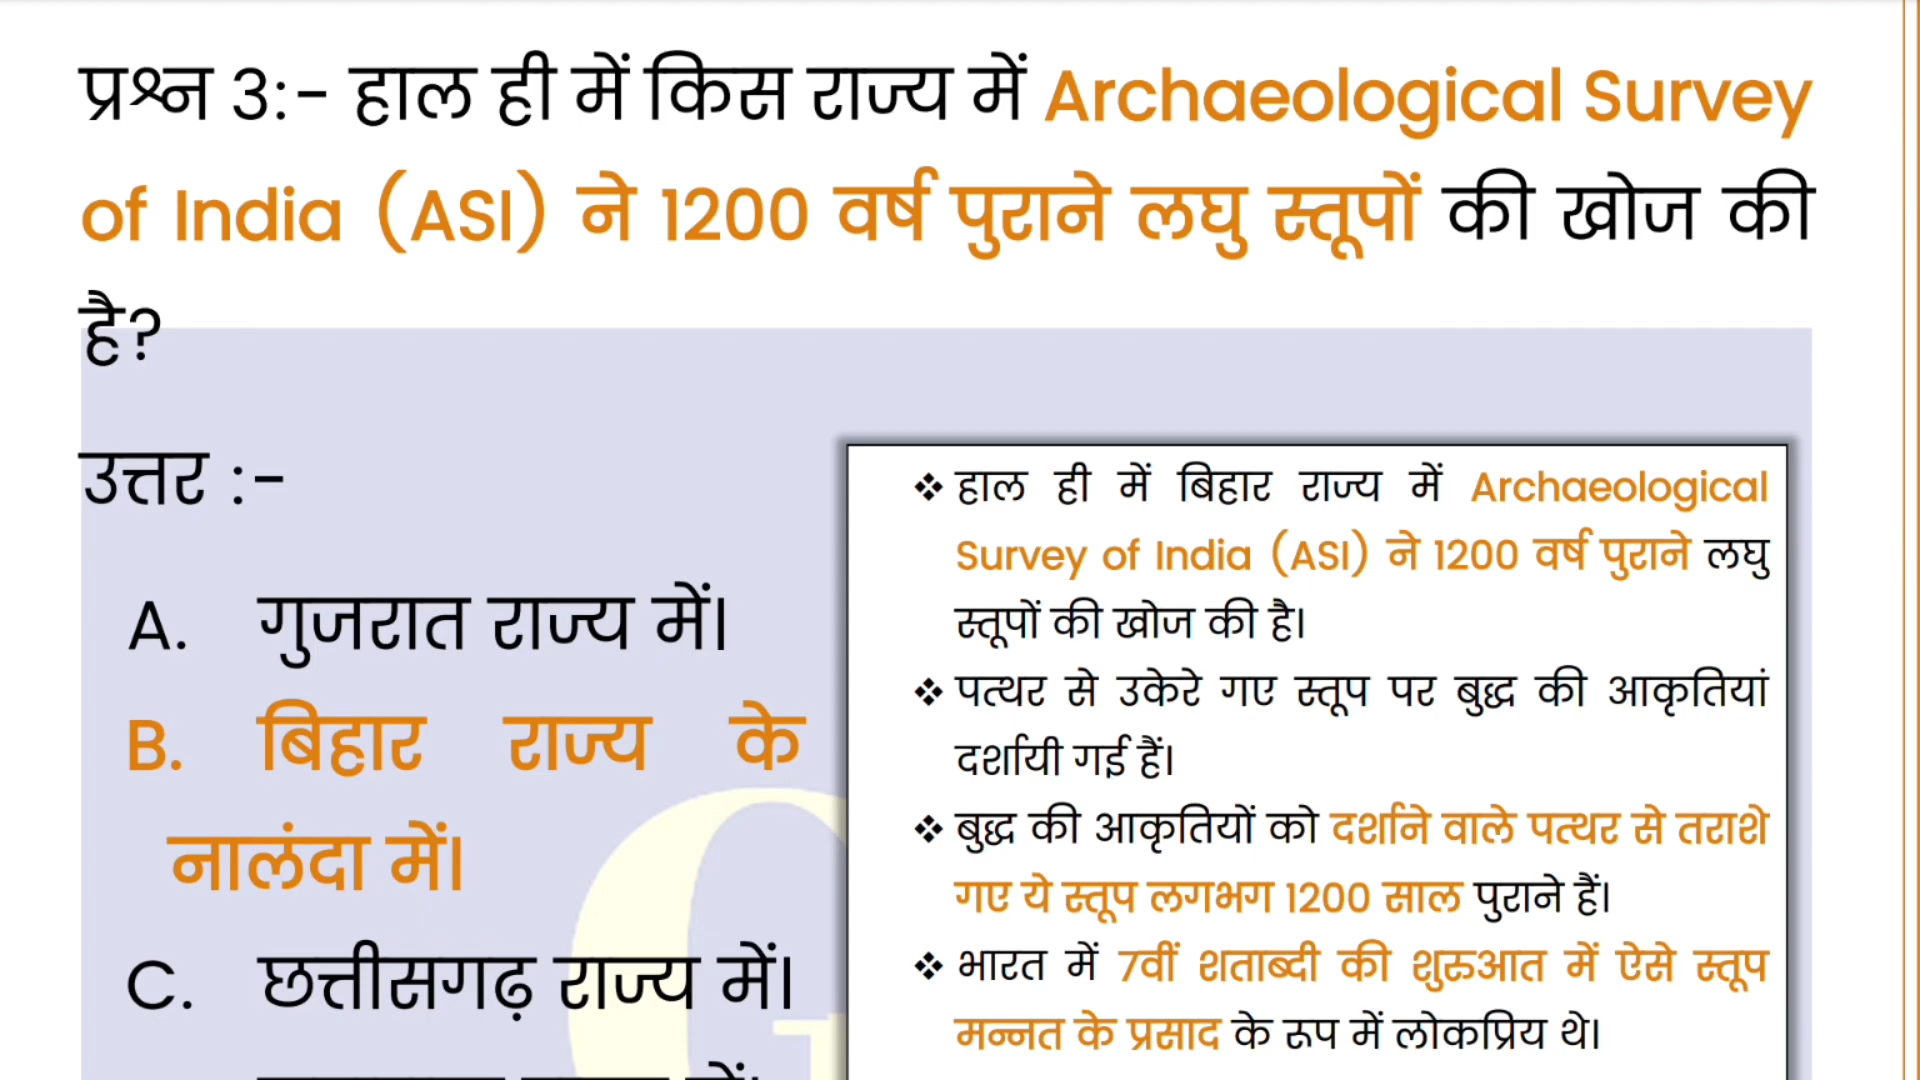 प्रश्न 3:- हाल ही में किस राज्य में Archaeological Survey
of India (ASI) ने 1200 वर्ष पुराने लघु स्तूपों की खोज की
है?
उत्तर :-
A. गुजरात राज्य में।
B. बिहार राज्य के
नालंदा में।
C. छत्तीसगढ़ राज्य में।
❖ हाल ही में बिहार राज्य में Archaeological
Survey of India (ASI) ने 1200 वर्ष पुराने लघु
स्तूपों की खोज की है।
❖ पत्थर से उकेरे गए स्तूप पर बुद्ध की आकृतियां
दर्शायी गई हैं।
❖ बुद्ध की आकृतियों को दर्शाने वाले पत्थर से तराशे
गए ये स्तूप लगभग 1200 साल पुराने हैं।
❖ भारत में 7वीं शताब्दी की शुरुआत में ऐसे स्तूप
मन्नत के प्रसाद के रूप में लोकप्रिय थे।